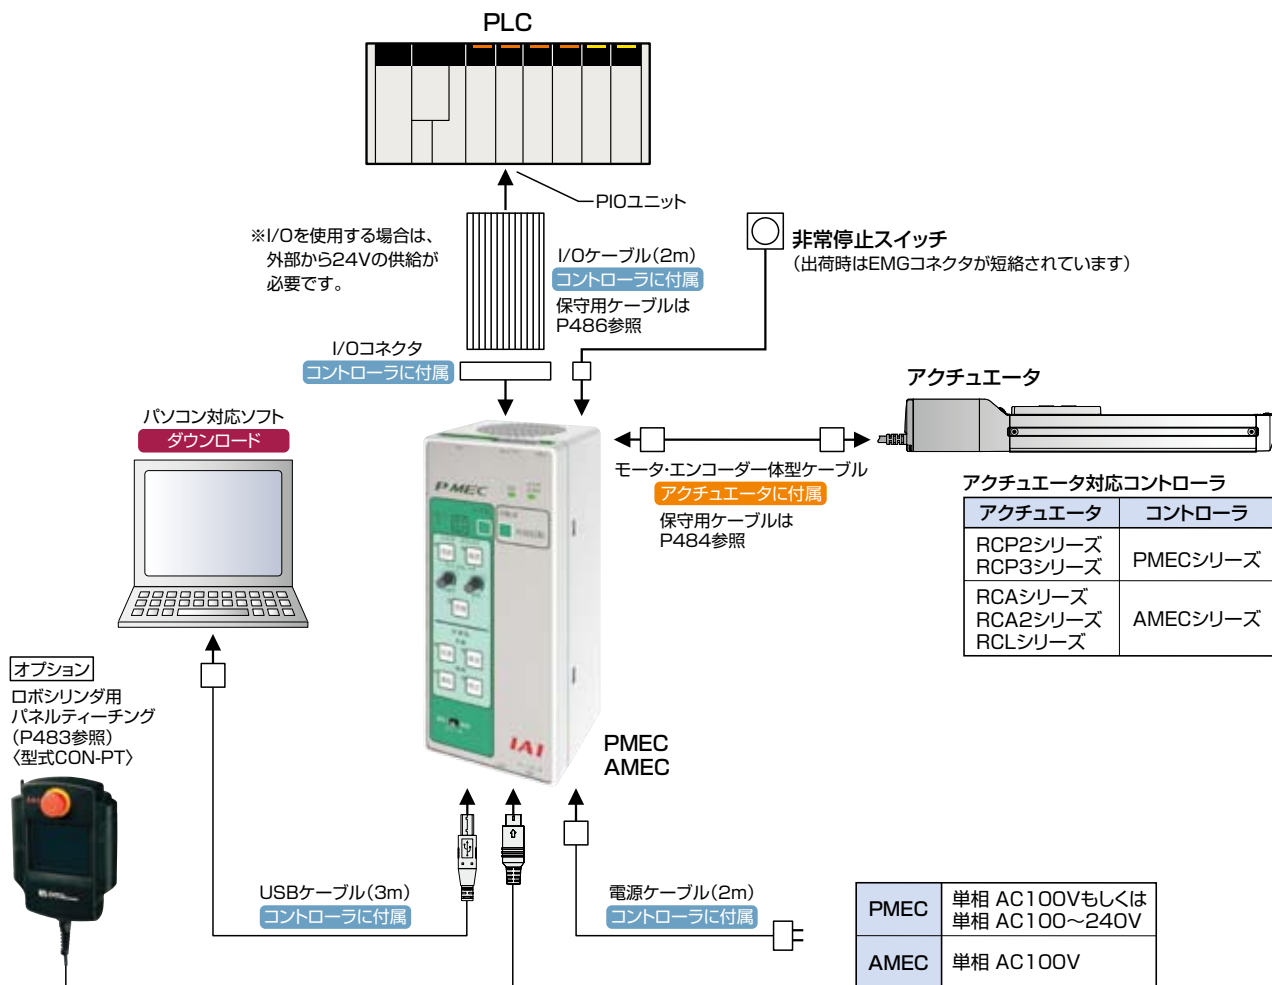 PLC
PIOユニット
※I/Oを使用する場合は、
外部から24Vの供給が
必要です。
I/Oケーブル(2m)
コントローラに付属
保守用ケーブルは
P486参照
非常停止スイッチ
(出荷時はEMGコネクタが短絡されています)
I/Oコネクタ
コントローラに付属
アクチュエータ
パソコン対応ソフト
ダウンロード
モータ・エンコーダ一体型ケーブル
アクチュエータに付属
保守用ケーブルは
P484参照
アクチュエータ対応コントローラ
アクチュエータ コントローラ
RCP2シリーズ
RCP3シリーズ
PMECシリーズ
RCAシリーズ
RCA2シリーズ
RCLシリーズ
AMECシリーズ
PMEC
IAI
オプション
ロボシリンダ用
パネルティーチング
(P483参照)
〈型式CON-PT〉
PMEC
AMEC
USBケーブル(3m)
コントローラに付属
電源ケーブル(2m)
コントローラに付属
PMEC
単相 AC100Vもしくは
単相 AC100〜240V
AMEC
単相 AC100V